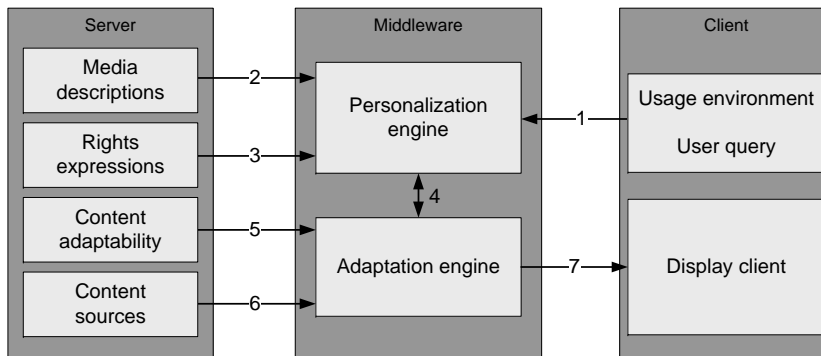 Server
Media
descriptions
Rights
expressions
Content
adaptability
Content
sources
2
3
5
6
Middleware
Personalization
engine
4
Adaptation engine
1
7
Client
Usage environment
User query
Display client